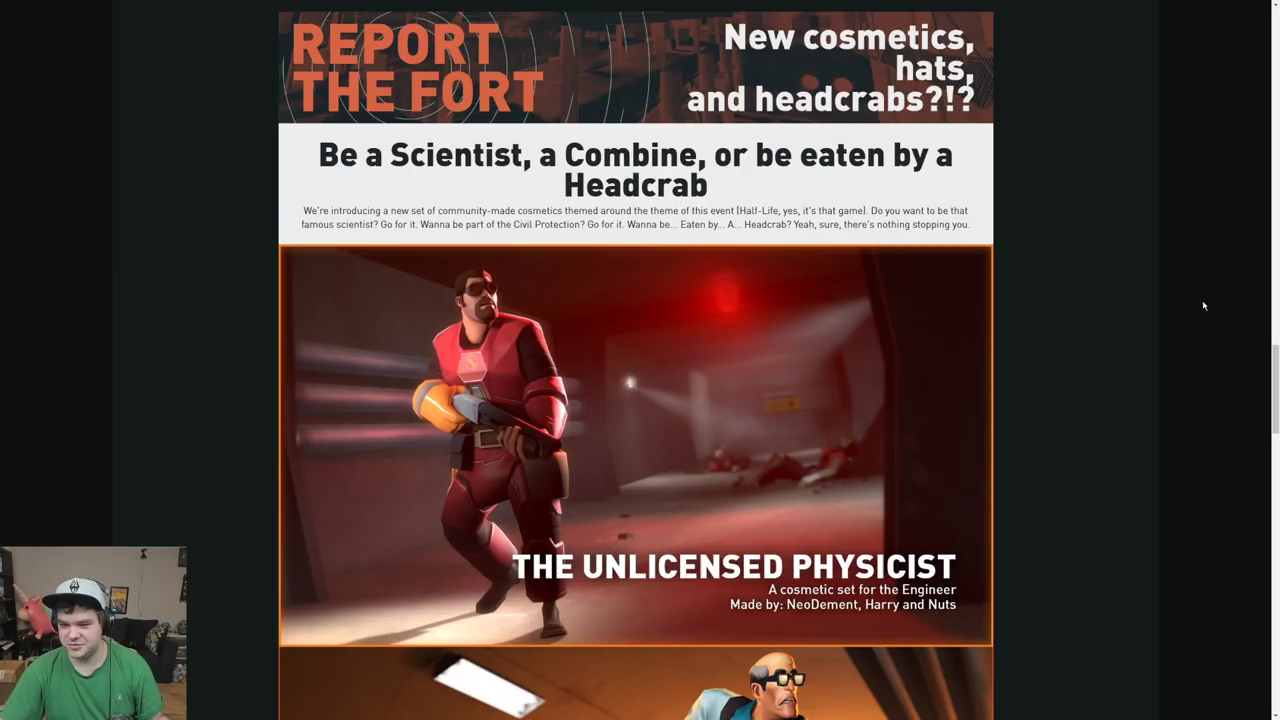 REPORT
THE FORT
New cosmetics,
hats,
and headcrabs?!?
Be a Scientist, a Combine, or be eaten by a
Headcrab
We're introducing a new set of community-made cosmetics themed around the theme of this event (Half-Life, yes, it's that game). Do you want to be that
famous scientist? Go for it. Wanna be part of the Civil Protection? Go for it. Wanna be... Eaten by... A... Headcrab? Yeah, sure, there's nothing stopping you.
THE UNLICENSED PHYSICIST
A cosmetic set for the Engineer
Made by: NeoDement, Harry and Nuts